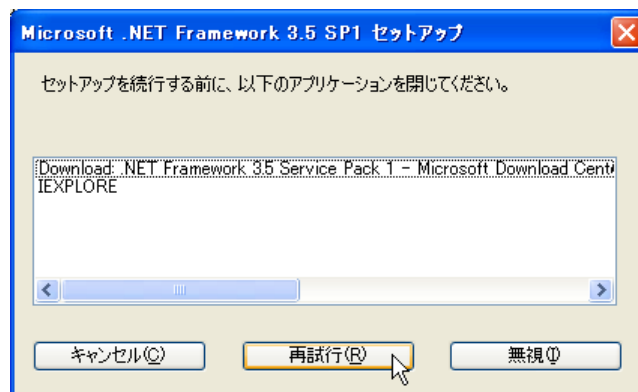 Microsoft .NET Framework 3.5 SP1 セットアップ
セットアップを続行する前に、以下のアプリケーションを閉じてください。
Download: .NET Framework 3.5 Service Pack 1 - Microsoft Download Cent
IEXPLORE
キャンセル(C) 再試行(R) 無視(I)